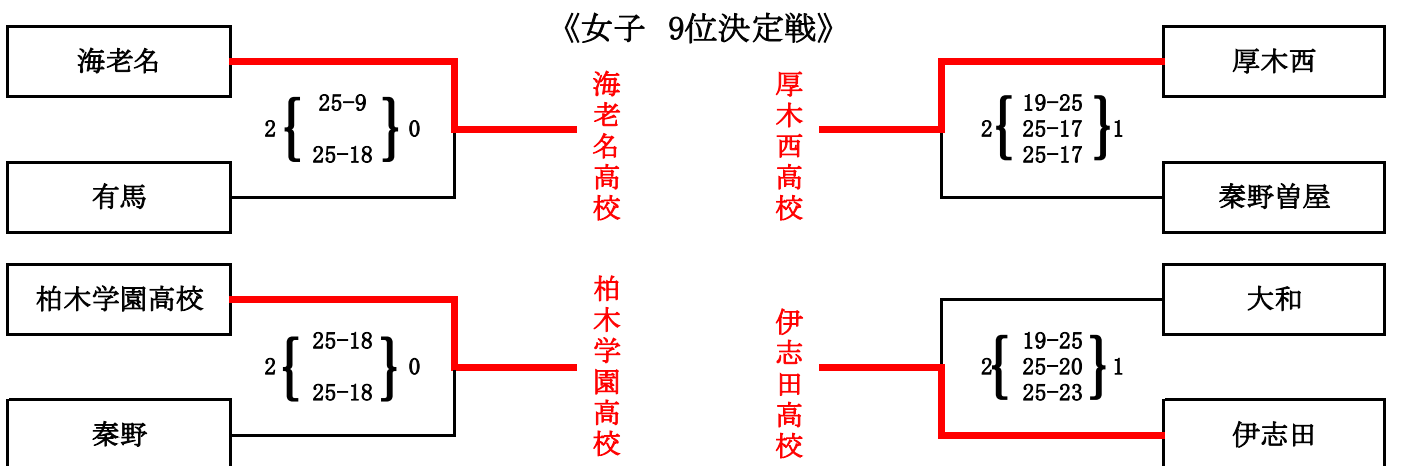 《女子 9位決定戦》
海老名
2 { 25-9 25-18 } 0
有馬
海老名高校
厚木西高校
厚木西
2 { 19-25 25-17 25-17 } 1
秦野曽屋
柏木学園高校
2 { 25-18 25-18 } 0
秦野
柏木学園高校
伊志田高校
大和
2 { 19-25 25-20 25-23 } 1
伊志田